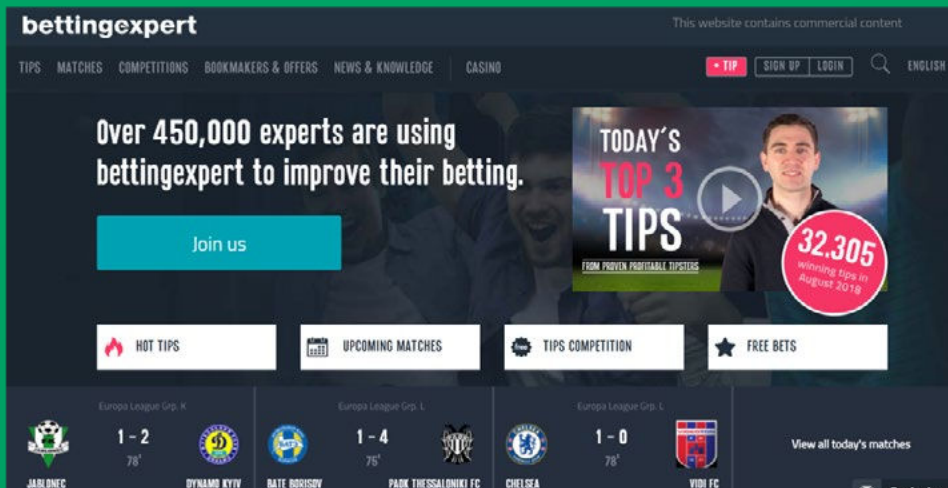 bettingexpert
This website contains commercial content
TIPS MATCHES COMPETITIONS BOOKMAKERS & OFFERS NEWS & KNOWLEDGE CASINO
+ TIP SIGN UP LOGIN ENGLISH
Over 450,000 experts are using
bettingexpert to improve their betting.
Join us
TODAY´S
TOP 3
TIPS
FROM PROVEN PROFITABLE TIPSTERS
32.305
winning tips in
August 2018
HOT TIPS
UPCOMING MATCHES
TIPS COMPETITION
FREE BETS
Europa League Grp. K
1 - 2
78'
JABLONEC DYNAMO KYIV
Europa League Grp. L
1 - 4
75'
BATE BORISOV PAOK THESSALONIKI FC
Europa League Grp. L
1 - 0
78'
CHELSEA VIDI FC
View all today's matches